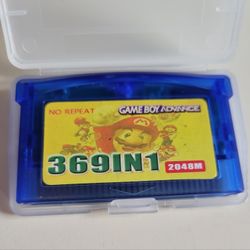 NO REPEAT
GAME BOY ADVANCE
369IN1
2048M